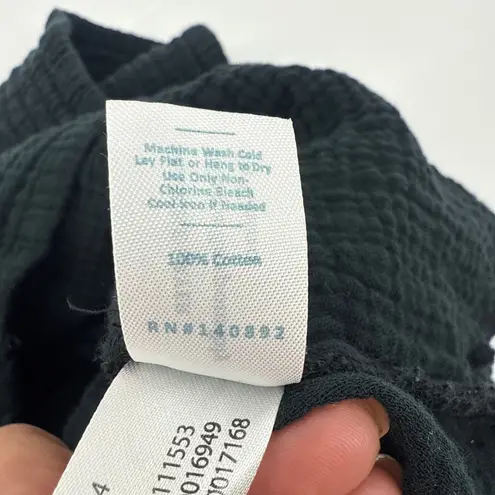 Machine Wash Cold
Lay Flat or Hang to Dry
Use Only Non-
Chlorine Bleach
Cool Iron if Needed
100% Cotton
RN#140892
111553
016949
0017168
4